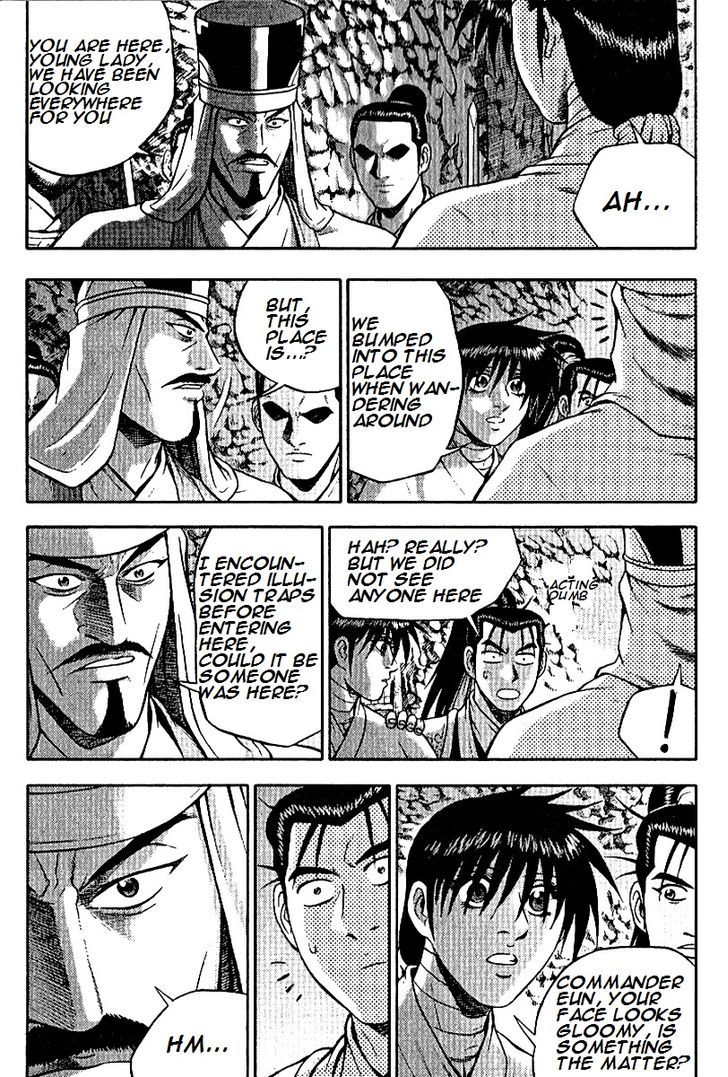 YOU ARE HERE,
YOUNG LADY,
WE HAVE BEEN
LOOKING
EVERYWHERE
FOR YOU
AH...
BUT,
THIS
PLACE
IS...?
WE
BUMPED
INTO THIS
PLACE
WHEN WAN-
DERING
AROUND
I ENCOUN-
TERED ILLU-
SION TRAPS
BEFORE
ENTERING
HERE,
COULD IT BE
SOMEONE
WAS HERE?
HAH? REALLY?
BUT WE DID
NOT SEE
ANYONE HERE
-ACTING
DUMB
!
HM...
COMMANDER
EUN, YOUR
FACE LOOKS
GLOOMY, IS
SOMETHING
THE MATTER?